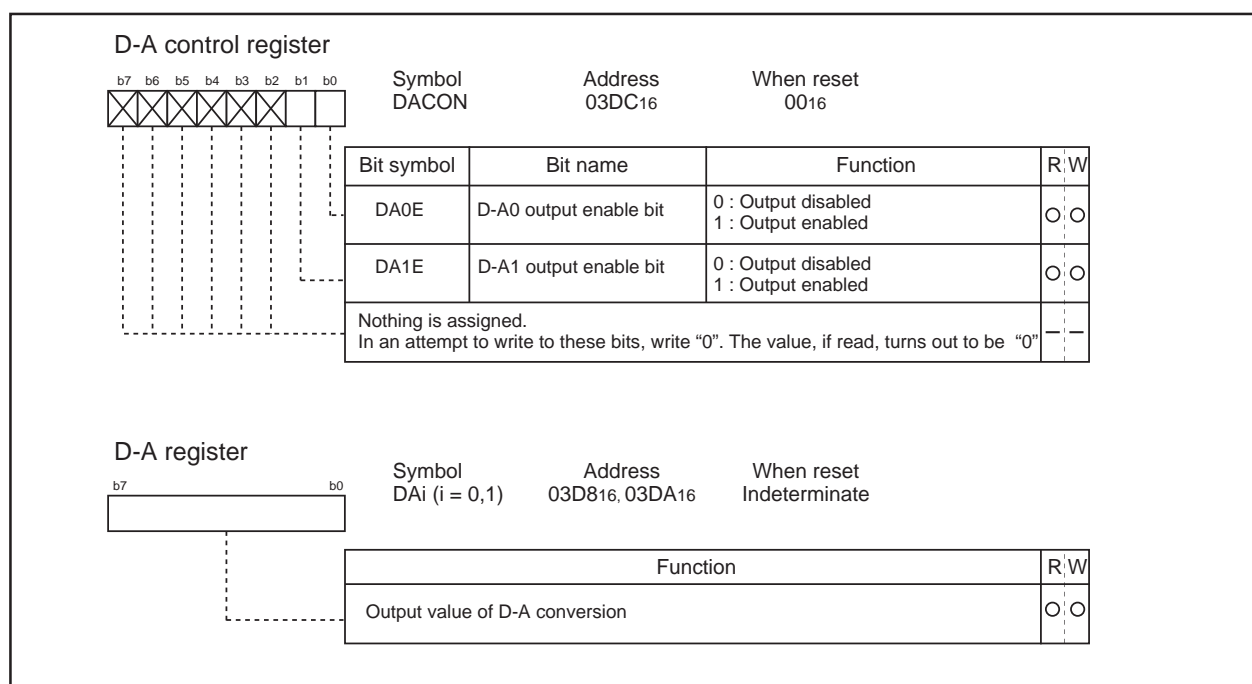 D-A control register
b7 b6 b5 b4 b3 b2 b1 b0
Symbol Address When reset
DACON 03DC16 0016
Bit symbol Bit name Function R W
DA0E D-A0 output enable bit 0 : Output disabled
1 : Output enabled
DA1E D-A1 output enable bit 0 : Output disabled
1 : Output enabled
Nothing is assigned.
In an attempt to write to these bits, write “0”. The value, if read, turns out to be “0”
D-A register
b7 b0
Symbol Address When reset
DAi (i = 0,1) 03D816, 03DA16 Indeterminate
Function R W
Output value of D-A conversion